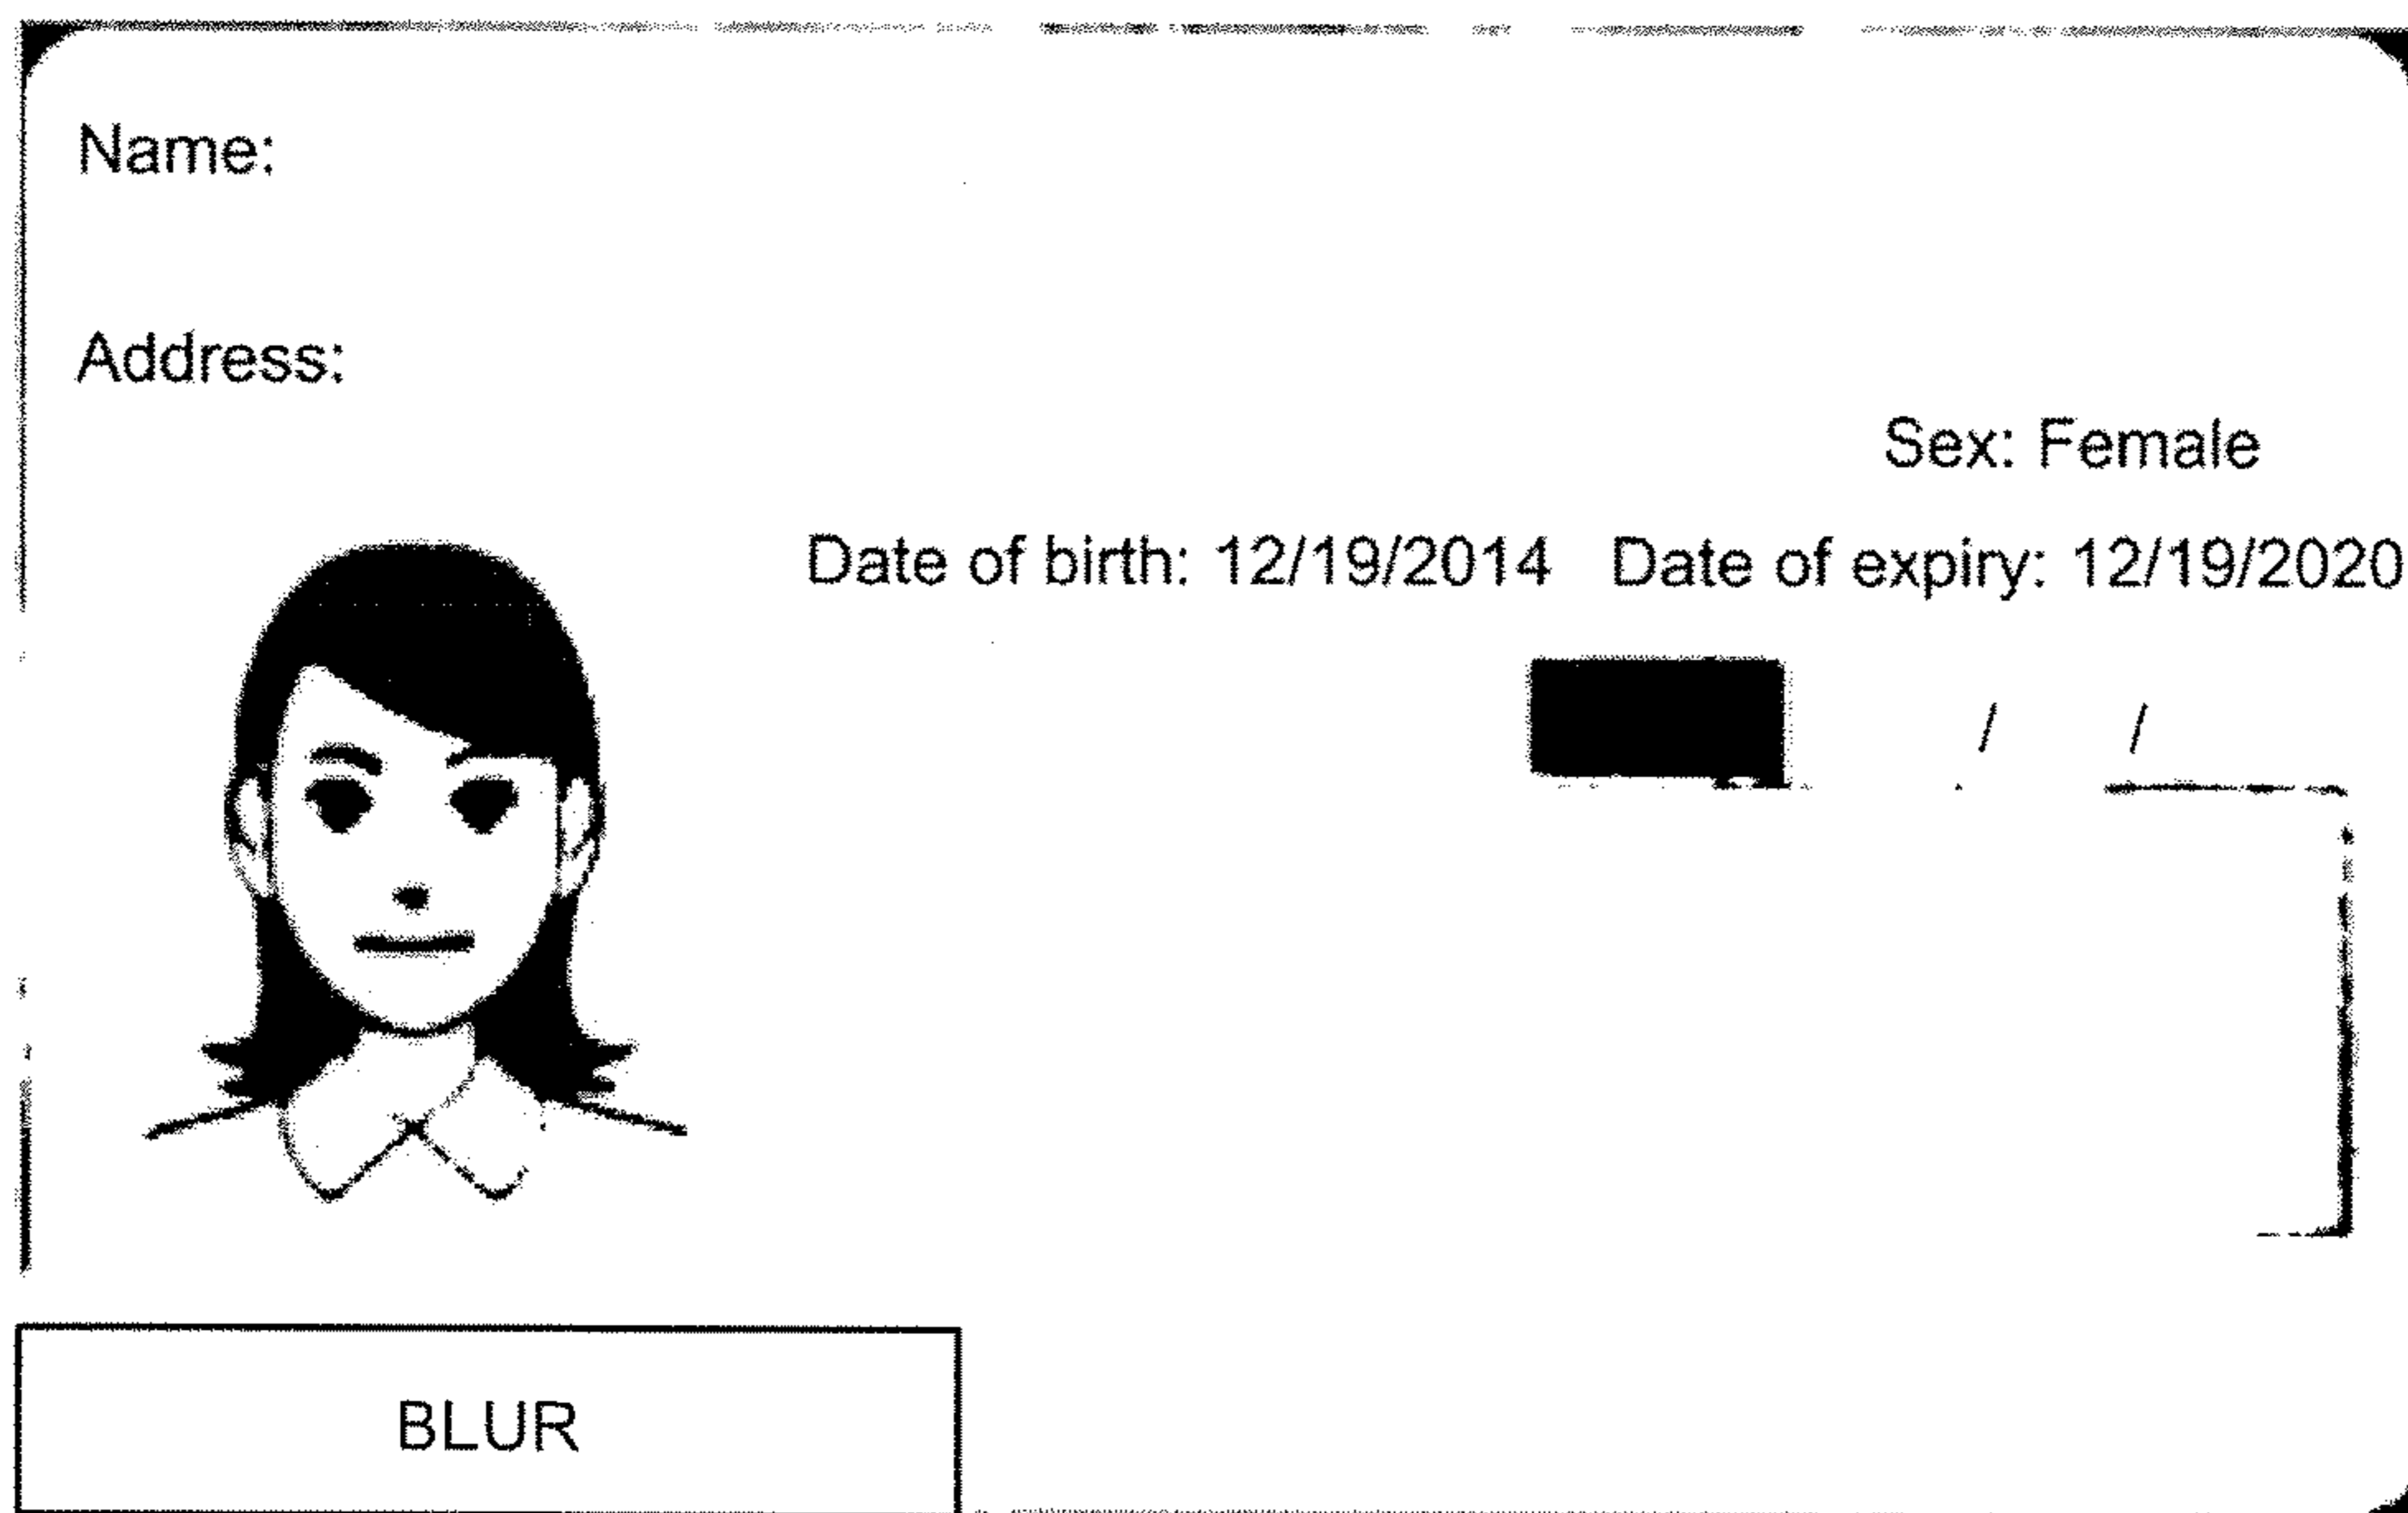 Name:
Address:
Sex: Female
Date of birth: 12/19/2014 Date of expiry: 12/19/2020
/ /
BLUR